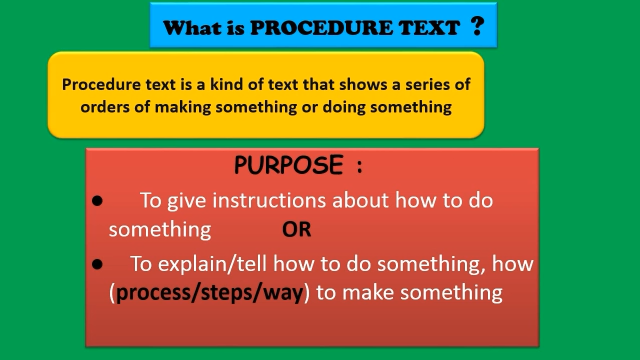 What is PROCEDURE TEXT ?
Procedure text is a kind of text that shows a series of
orders of making something or doing something
PURPOSE :
● To give instructions about how to do
something OR
● To explain/tell how to do something, how
(process/steps/way) to make something